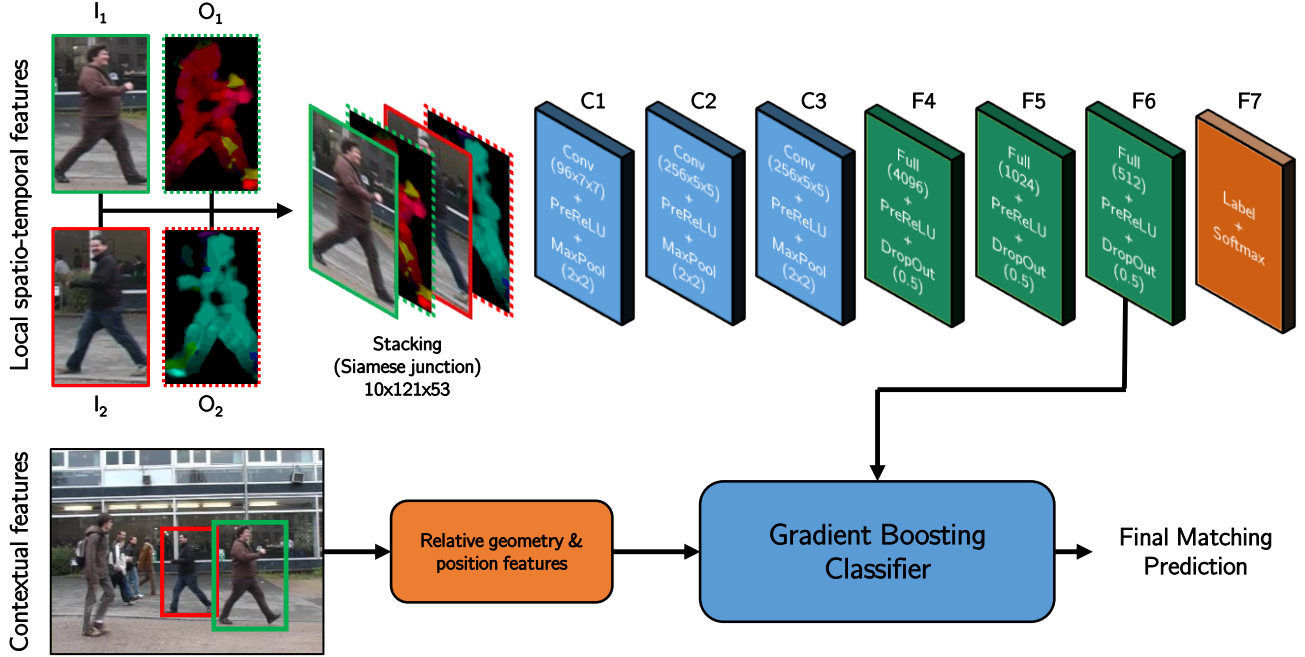 Local spatio-temporal features
I1
O1
I2
O2
Stacking
(Siamese junction)
10x121x53
C1
Conv
(96x7x7)
+
PreReLU
+
MaxPool
(2x2)
C2
Conv
(256x5x5)
+
PreReLU
+
MaxPool
(2x2)
C3
Conv
(256x5x5)
+
PreReLU
+
MaxPool
(2x2)
F4
Full
(4096)
+
PreReLU
+
DropOut
(0.5)
F5
Full
(1024)
+
PreReLU
+
DropOut
(0.5)
F6
Full
(512)
+
PreReLU
+
DropOut
(0.5)
F7
Label
+
Softmax
Contextual features
Relative geometry &
position features
Gradient Boosting
Classifier
Final Matching
Prediction